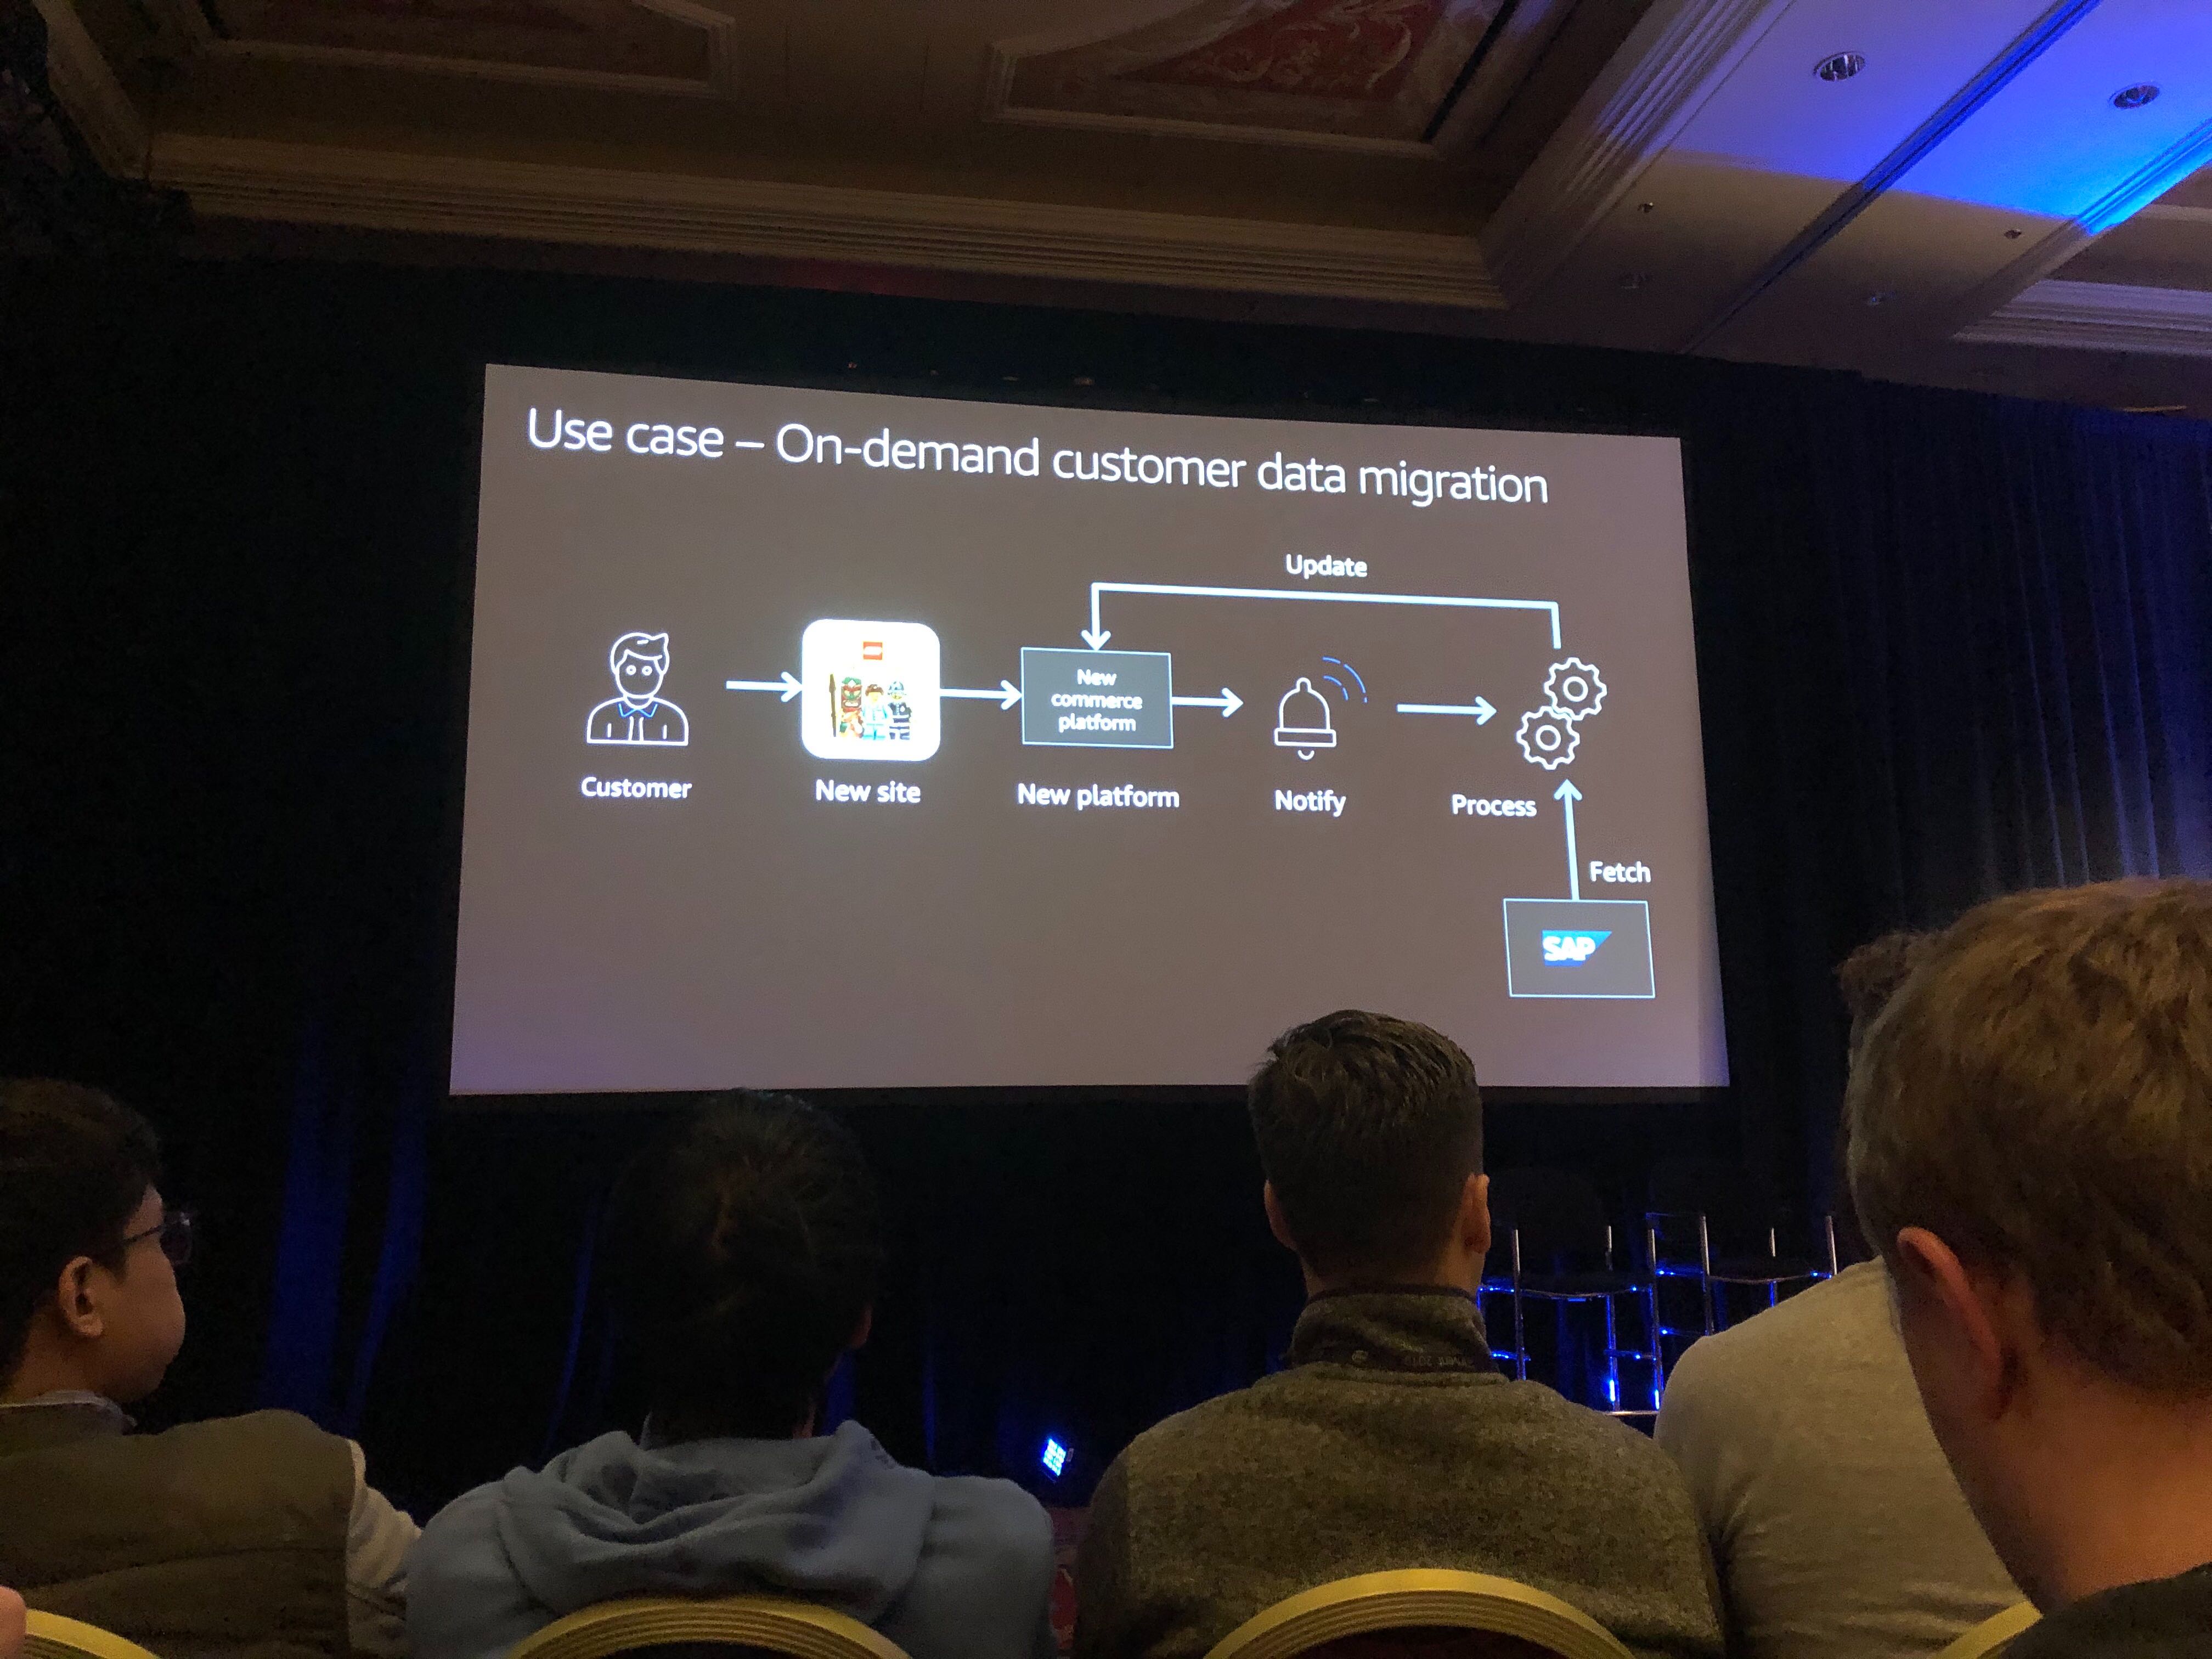 Use case – On-demand customer data migration
Update
New
commerce
platform
Customer
New site
New platform
Notify
Process
Fetch
SAP